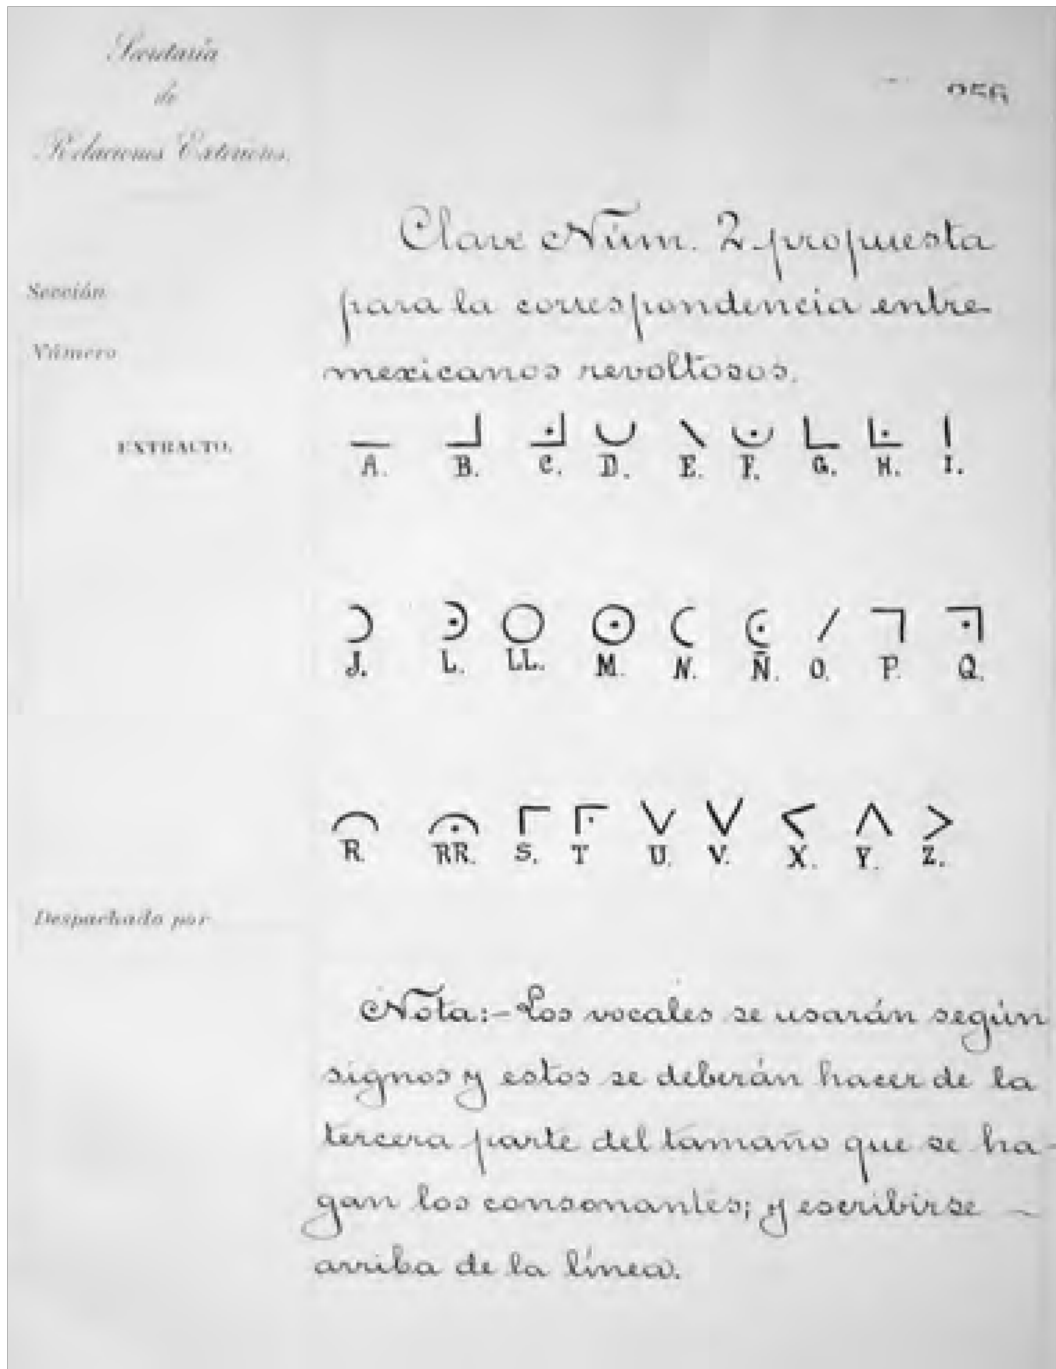 Secretaría
de
Relaciones Exteriores.
256
Clave Núm. 2 propuesta
para la correspondencia entre
mexicanos revoltosos.
Sección
Número
EXTRACTO.
A. B. C. D. E. F. G. H. I.
J. L. LL. M. N. Ñ. O. P. Q.
R. RR. S. T U. V. X. Y. Z.
Despachado por
Nota:- Los vocales se usarán según
signos y estos se deberán hacer de la
tercera parte del tamaño que se ha-
gan los consonantes; y escribirse
arriba de la línea.